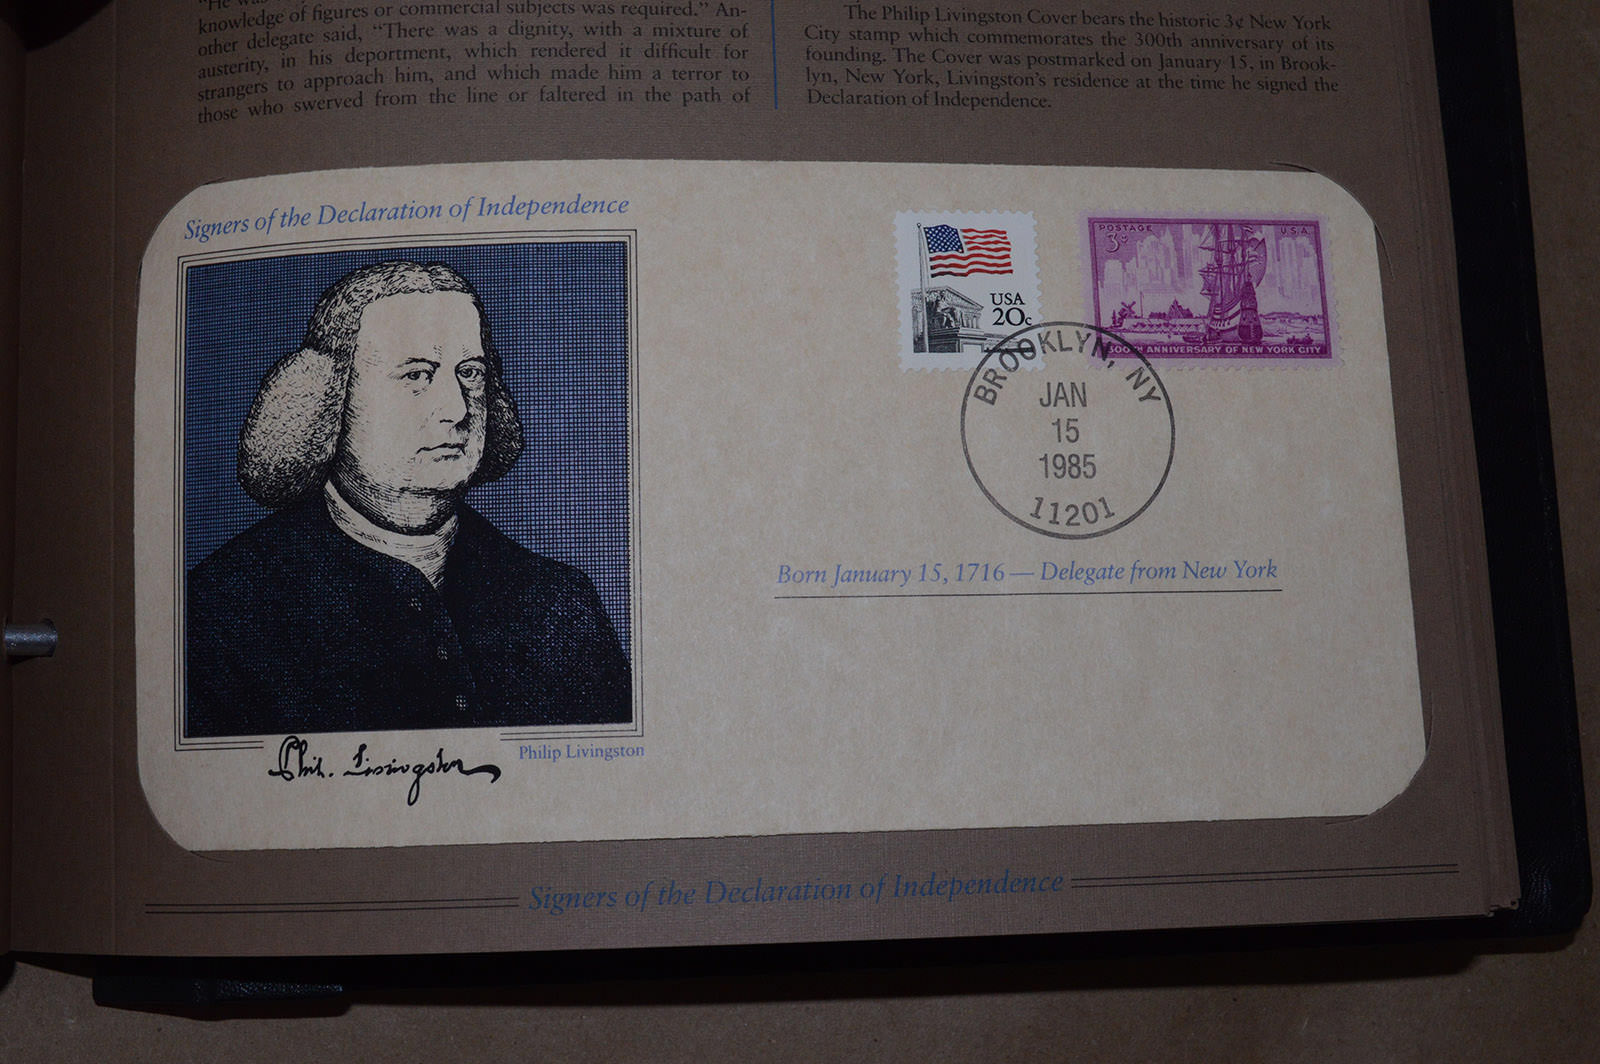 "He was
knowledge of figures or commercial subjects was required." An-
other delegate said, "There was a dignity, with a mixture of
austerity, in his deportment, which rendered it difficult for
strangers to approach him, and which made him a terror to
those who swerved from the line or faltered in the path of
The Philip Livingston Cover bears the historic 3¢ New York
City stamp which commemorates the 300th anniversary of its
founding. The Cover was postmarked on January 15, in Brook-
lyn, New York, Livingston's residence at the time he signed the
Declaration of Independence.
Signers of the Declaration of Independence
USA
20c
POSTAGE
3¢
U.S.A.
300TH ANNIVERSARY OF NEW YORK CITY
BROOKLYN, NY
JAN
15
1985
11201
Born January 15, 1716 — Delegate from New York
Phil. Livingston
Philip Livingston
Signers of the Declaration of Independence